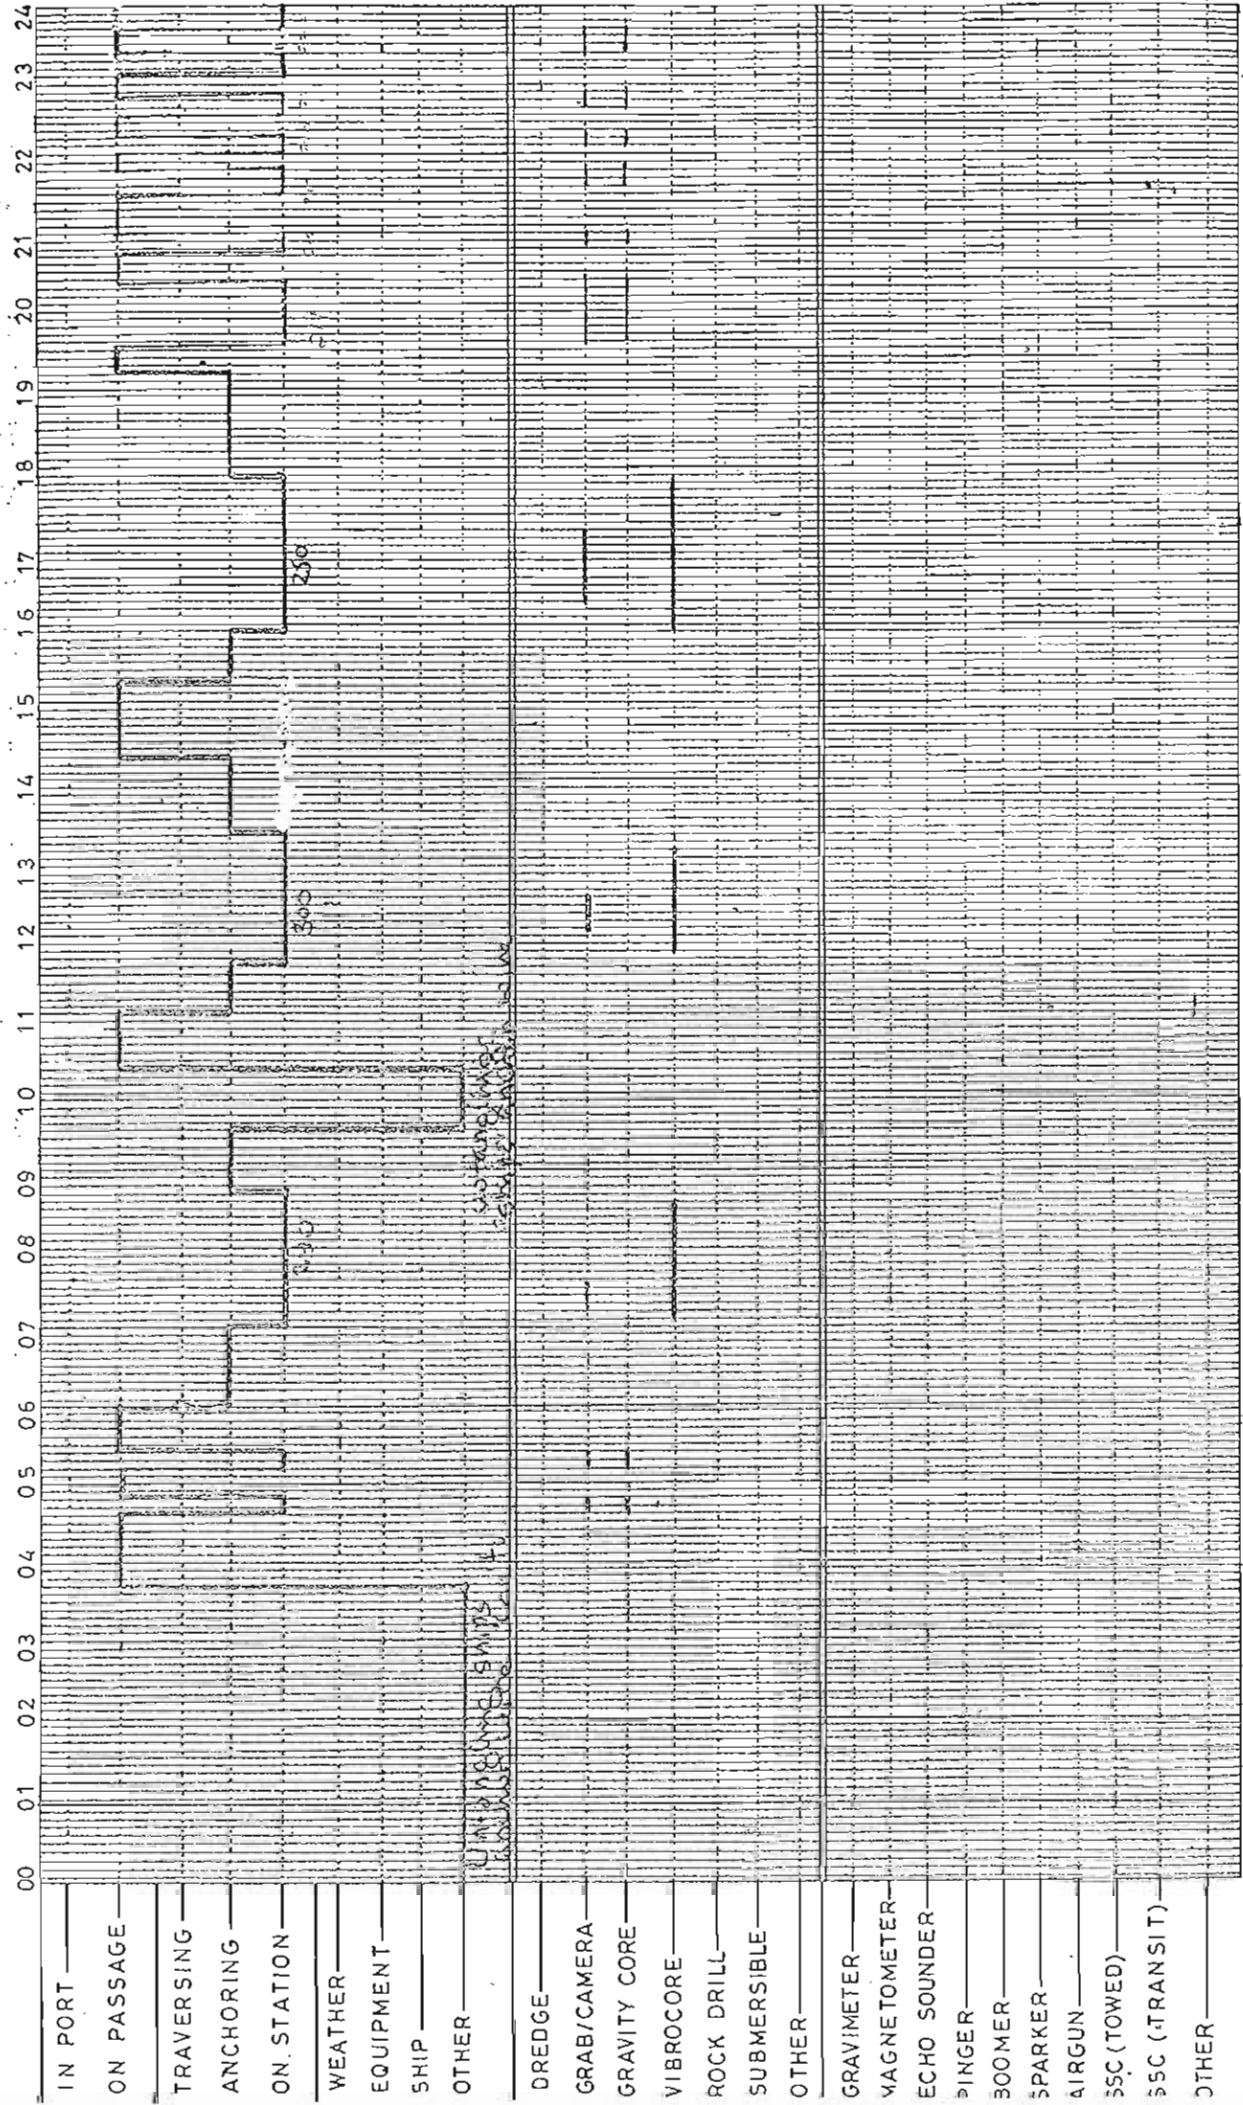 00 01 02 03 04 05 06 07 08 09 10 11 12 13 14 15 16 17 18 19 20 21 22 23 24
IN PORT
ON PASSAGE
TRAVERSING
ANCHORING
ON. STATION
300
250
WEATHER
EQUIPMENT
SHIP
OTHER
ships
DREDGE
GRAB/CAMERA
GRAVITY CORE
VIBROCORE
ROCK DRILL
SUBMERSIBLE
OTHER
GRAVIMETER
MAGNETOMETER
ECHO SOUNDER
PINGER
BOOMER
SPARKER
AIRGUN
SSC (TOWED)
SSC (TRANSIT)
OTHER